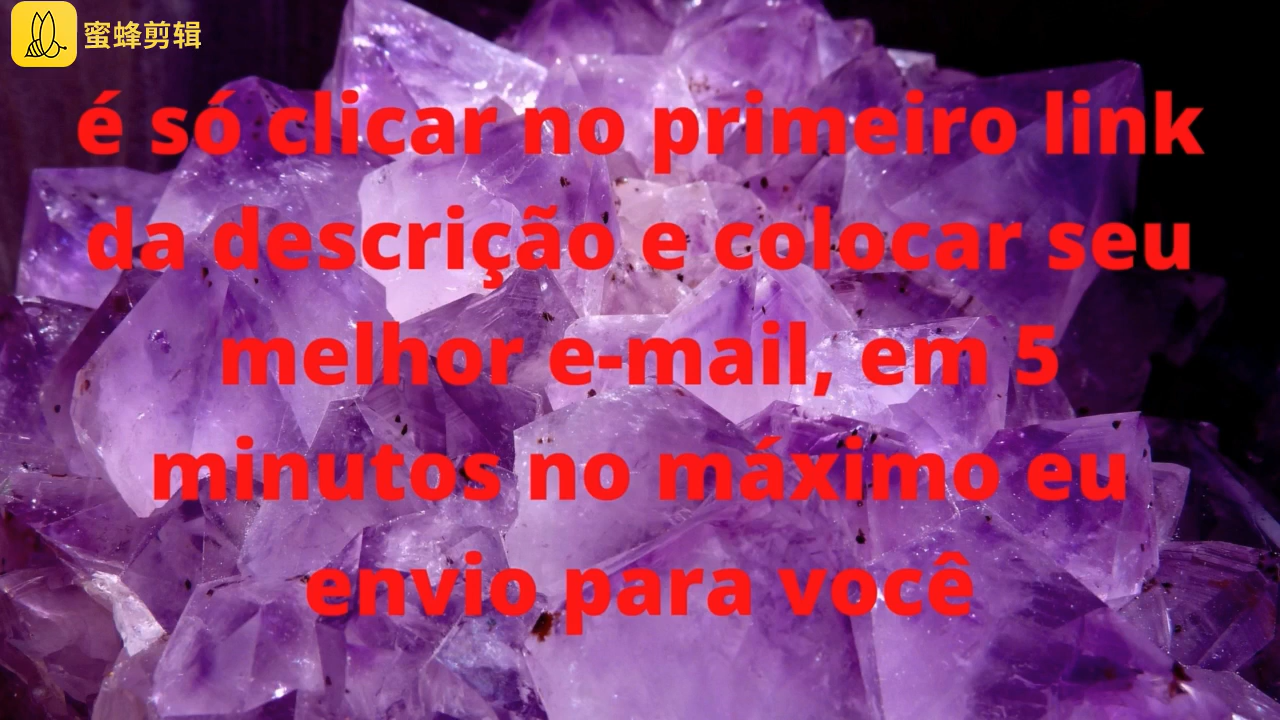 蜜蜂剪辑
é só clicar no primeiro link
da descrição e colocar seu
melhor e-mail, em 5
minutos no máximo eu
envio para você